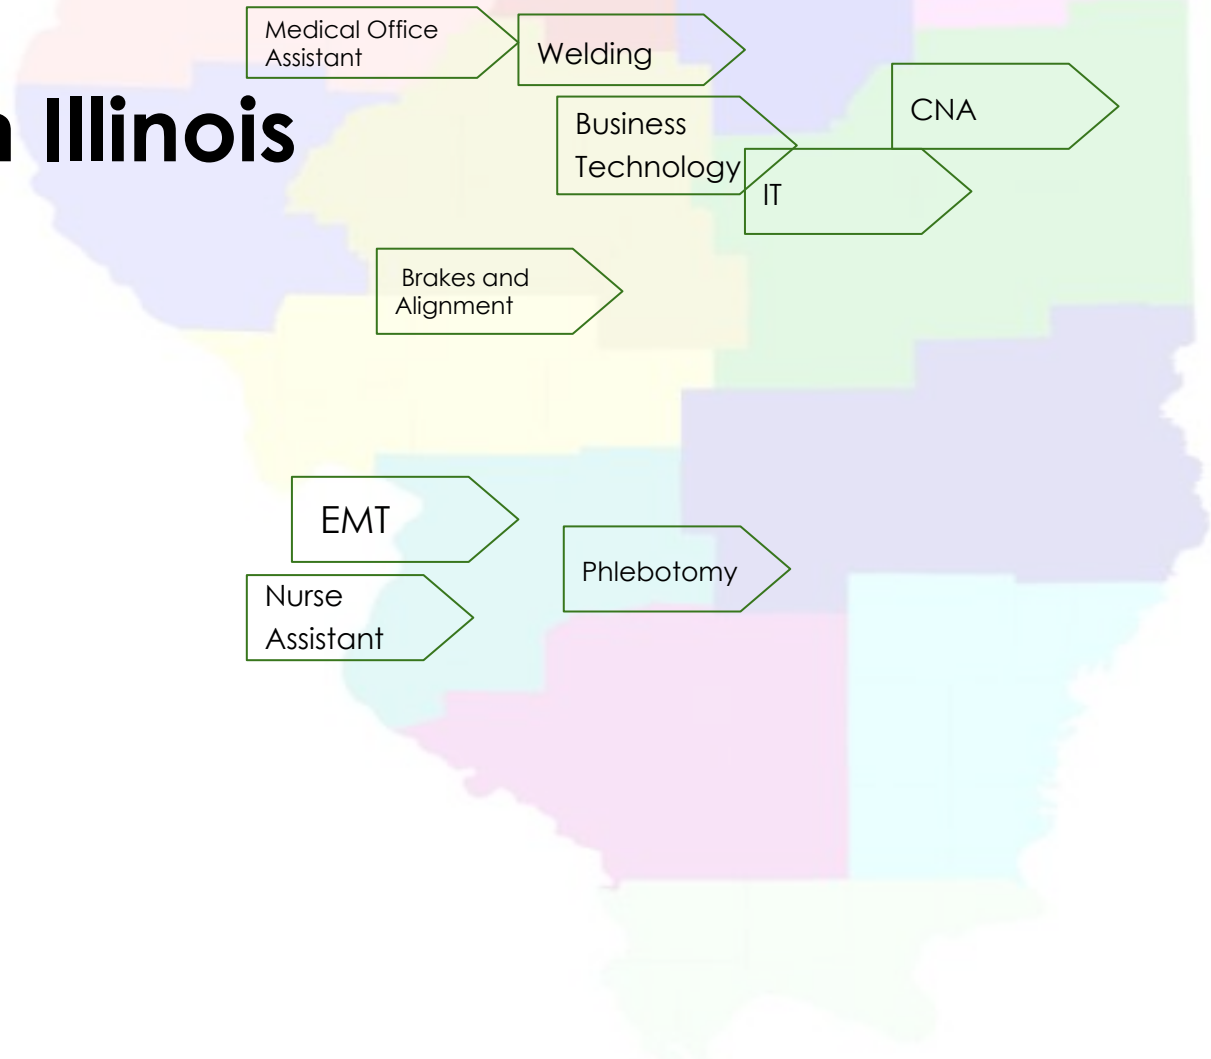 Medical Office
Assistant
Welding
CNA
Illinois
Business
Technology
IT
Brakes and
Alignment
EMT
Phlebotomy
Nurse
Assistant